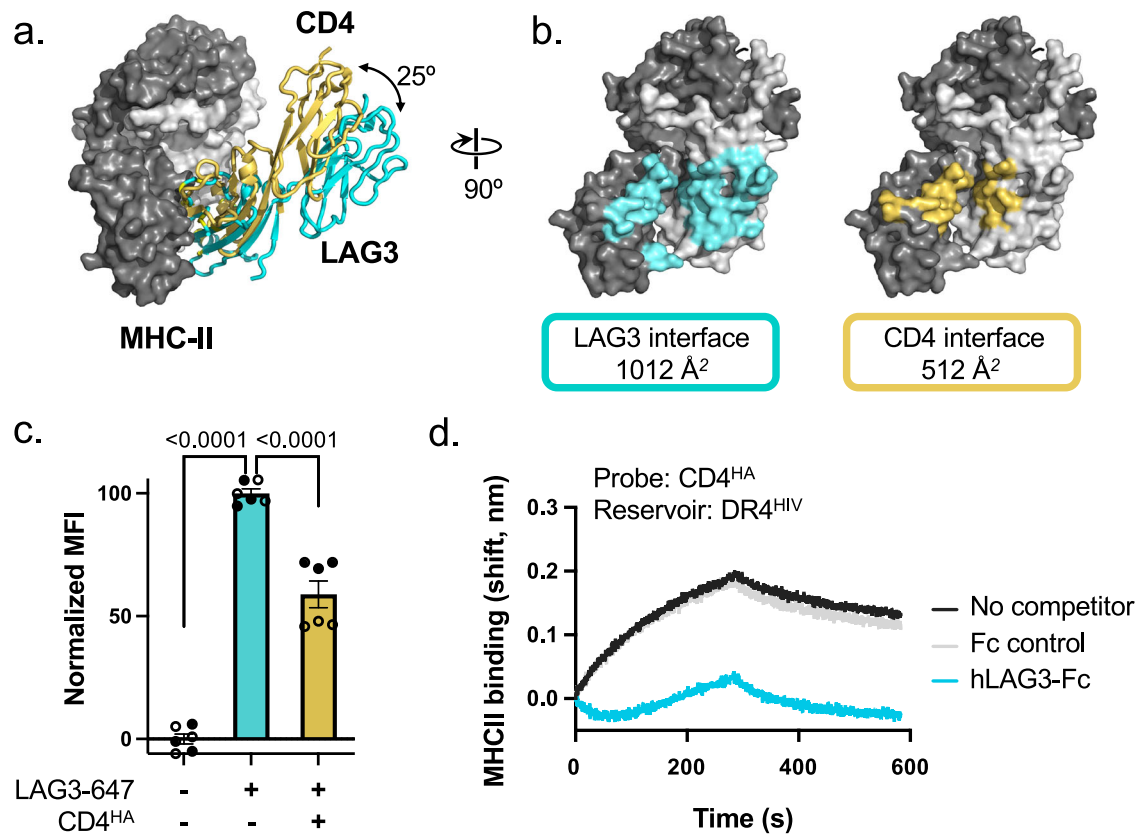 a.
CD4
25º
LAG3
MHC-II
90º
b.
LAG3 interface
1012 Å²
CD4 interface
512 Å²
c.
<0.0001 <0.0001
Normalized MFI
100
50
0
LAG3-647 - + +
CD4ᴴᴬ - - +
d.
Probe: CD4ᴴᴬ
Reservoir: DR4ᴴᴵⱽ
MHCII binding (shift, nm)
0.3
0.2
0.1
0.0
0 200 400 600
Time (s)
No competitor
Fc control
hLAG3-Fc